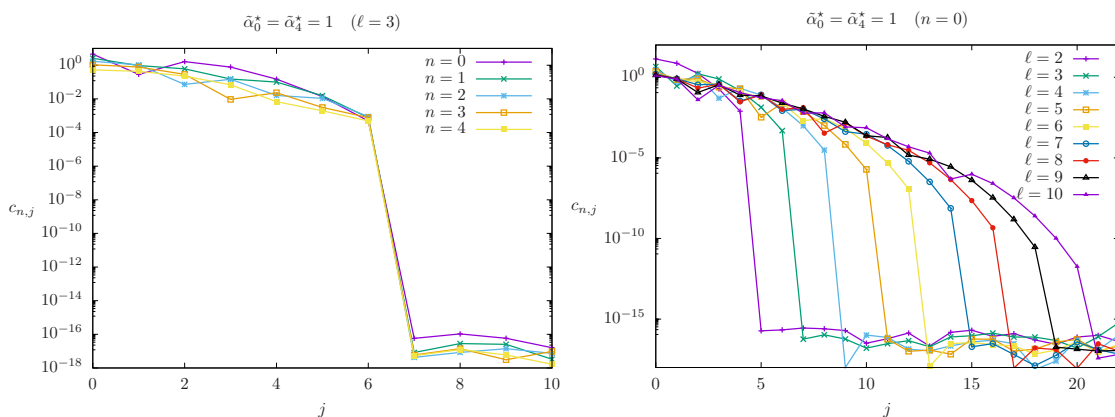 α̃₀* = α̃₄* = 1 (ℓ = 3)
10⁰
10⁻²
10⁻⁴
10⁻⁶
10⁻⁸
10⁻¹⁰
10⁻¹²
10⁻¹⁴
10⁻¹⁶
10⁻¹⁸
cₙ,ⱼ
n = 0
n = 1
n = 2
n = 3
n = 4
0 2 4 6 8 10
j
α̃₀* = α̃₄* = 1 (n = 0)
10⁰
10⁻⁵
10⁻¹⁰
10⁻¹⁵
cₙ,ⱼ
ℓ = 2
ℓ = 3
ℓ = 4
ℓ = 5
ℓ = 6
ℓ = 7
ℓ = 8
ℓ = 9
ℓ = 10
0 5 10 15 20
j